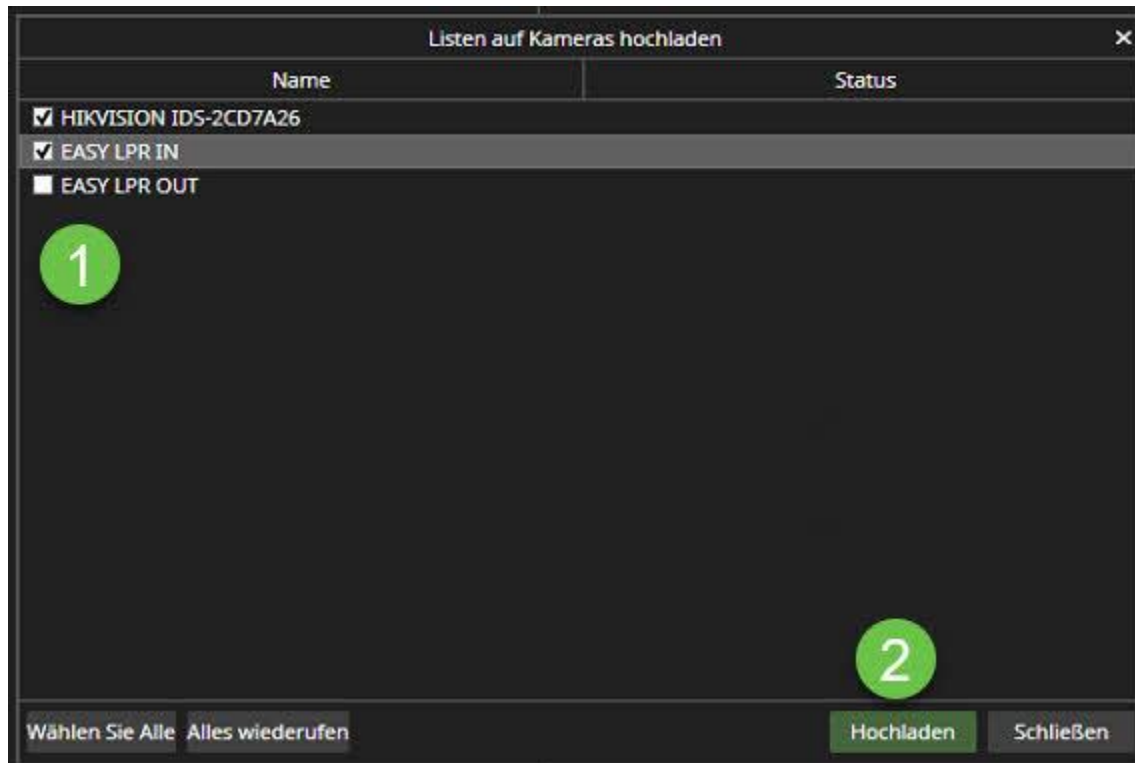 Listen auf Kameras hochladen ×
Name Status
HIKVISION IDS-2CD7A26
EASY LPR IN
EASY LPR OUT
1
2
Wählen Sie Alle Alles wiederufen Hochladen Schließen